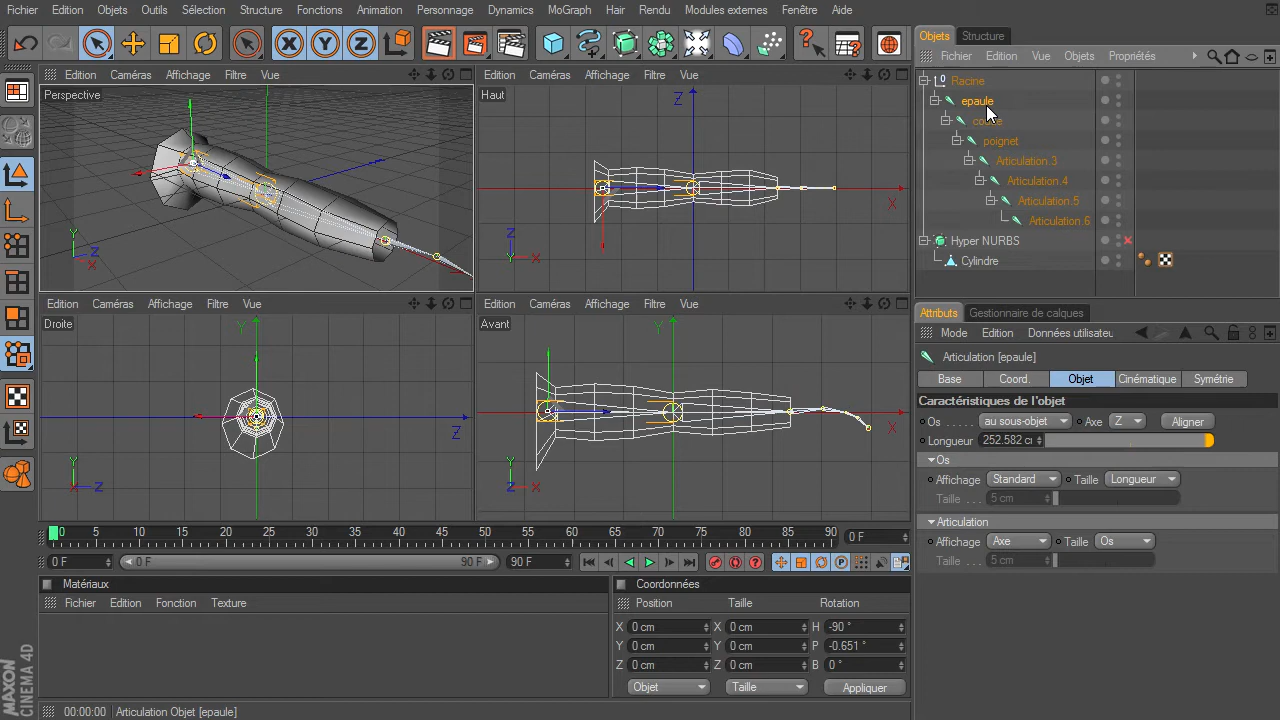 Fichier Edition Objets Outils Sélection Structure Fonctions Animation Personnage Dynamiques MoGraph Hair Rendu Modules externes Fenêtre Aide
Edition Caméras Affichage Filtre Vue
Perspective
Edition Caméras Affichage Filtre Vue
Haut
Z
X
Z
X
Y
Y
Z
X
Edition Caméras Affichage Filtre Vue
Droite
Y
Z
Y
X
Z
Edition Caméras Affichage Filtre Vue
Avant
Y
X
Y
Z
X
Objets Structure
Fichier Edition Vue Objets Propriétés
Racine
epaule
poignet
Articulation.3
Articulation.4
Articulation.5
Articulation.6
Hyper NURBS
Cylindre
Attributs Gestionnaire de calques
Mode Edition Données utilisateu
Articulation [epaule]
Base Coord. Objet Cinématique Symétrie
Caractéristiques de l'objet
Os . . . . . au sous-objet Axe Z Aligner
Longueur 252.582 c
Os
Affichage Standard Taille Longueur
Taille . . . 5 cm
Articulation
Affichage Axe Taille Os
Taille . . . 5 cm
0 5 10 15 20 25 30 35 40 45 50 55 60 65 70 75 80 85 90 0 F
0 F 0 F 90 F 90 F
Matériaux
Fichier Edition Fonction Texture
Coordonnées
Position Taille Rotation
X 0 cm X 0 cm H -90 °
Y 0 cm Y 0 cm P -0.651 °
Z 0 cm Z 0 cm B 0 °
Objet Taille Appliquer
MAXON
CINEMA 4D
00:00:00 Articulation Objet [epaule]